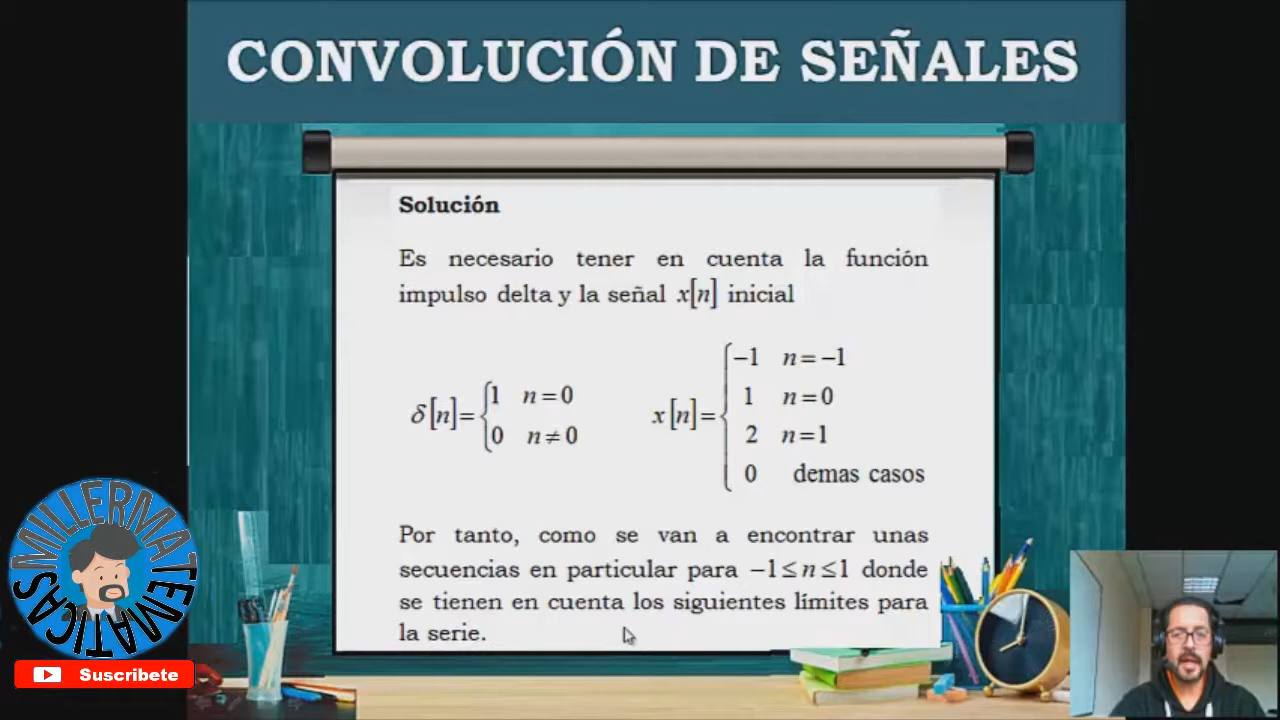 CONVOLUCIÓN DE SEÑALES
Solución
Es necesario tener en cuenta la función
impulso delta y la señal x[n] inicial
δ[n]= { 1 n=0
0 n≠0
x[n]= { −1 n=−1
1 n=0
2 n=1
0 demas casos
Por tanto, como se van a encontrar unas
secuencias en particular para −1≤n≤1 donde
se tienen en cuenta los siguientes límites para
la serie.
MILLERMATEMATICAS
Suscribete